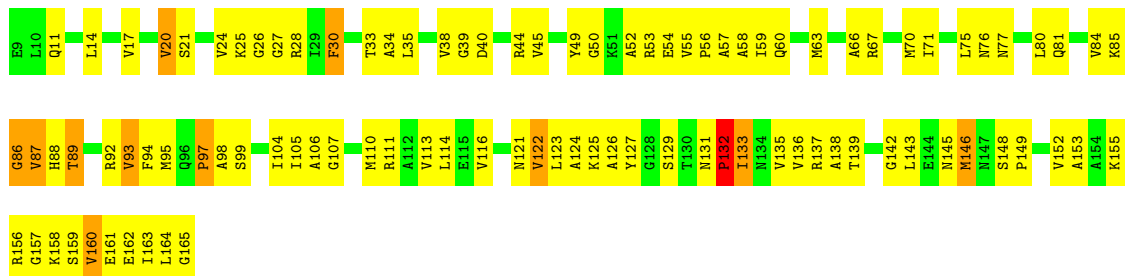 E9 L10 Q11 L14 V17 V20 S21 V24 K25 G26 G27 R28 I29 F30 T33 A34 L35 V38 G39 D40 R44 V45 Y49 G50 K51 A52 R53 E54 V55 P56 A57 A58 I59 Q60 M63 A66 R67 M70 I71 L75 N76 N77 L80 Q81 V84 K85
G86 V87 H88 T89 R92 V93 F94 M95 Q96 P97 A98 S99 I104 I105 A106 G107 M110 R111 A112 V113 L114 E115 V116 N121 V122 L123 A124 K125 A126 Y127 G128 S129 T130 N131 P132 I133 N134 V135 V136 R137 A138 T139 G142 L143 E144 N145 M146 N147 S148 P149 V152 A153 A154 K155
R156 G157 K158 S159 V160 E161 E162 I163 L164 G165